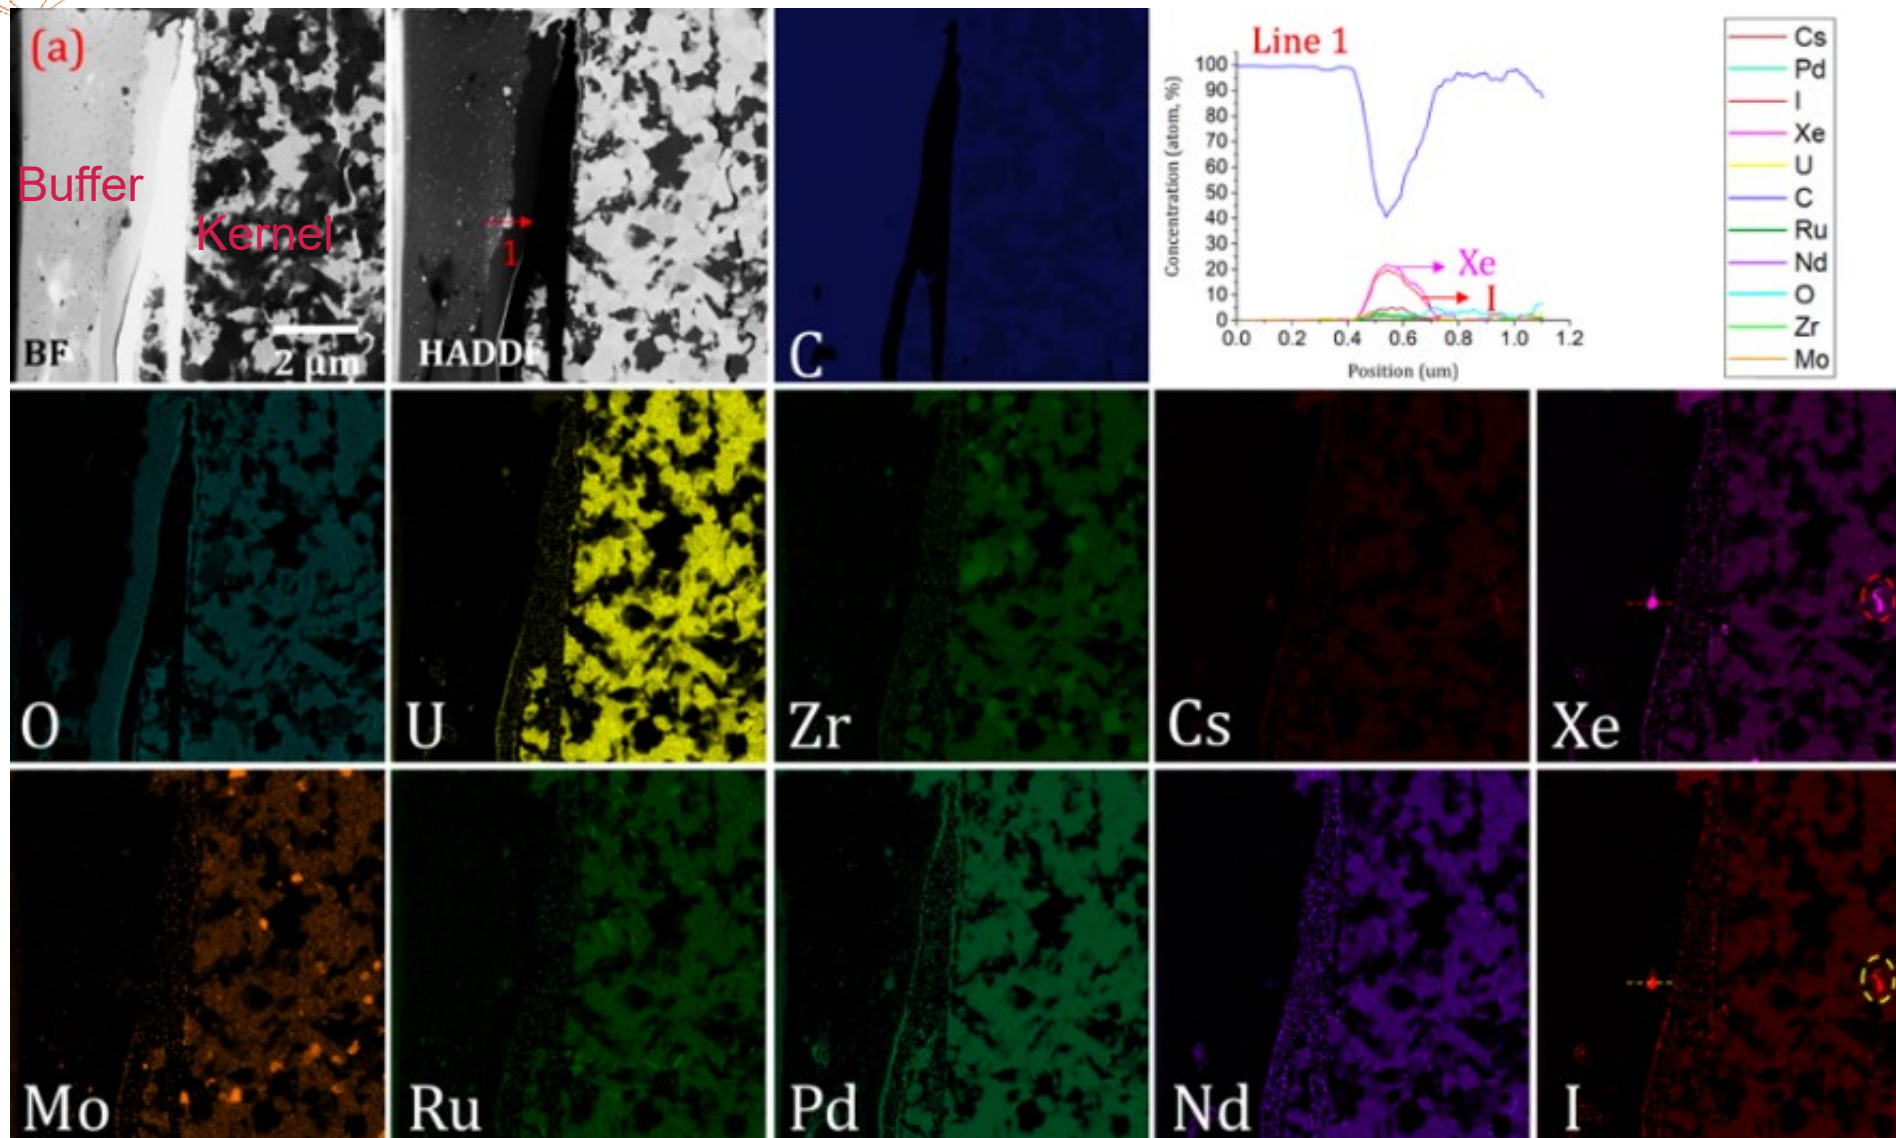 (a)
Buffer
Kernel
BF
2 μm
1
HADDF
C
Line 1
Concentration (atom, %)
100
90
80
70
60
50
40
30
20
10
0
Xe
I
0.0 0.2 0.4 0.6 0.8 1.0 1.2
Position (um)
Cs
Pd
I
Xe
U
C
Ru
Nd
O
Zr
Mo
O
U
Zr
Cs
Xe
Mo
Ru
Pd
Nd
I